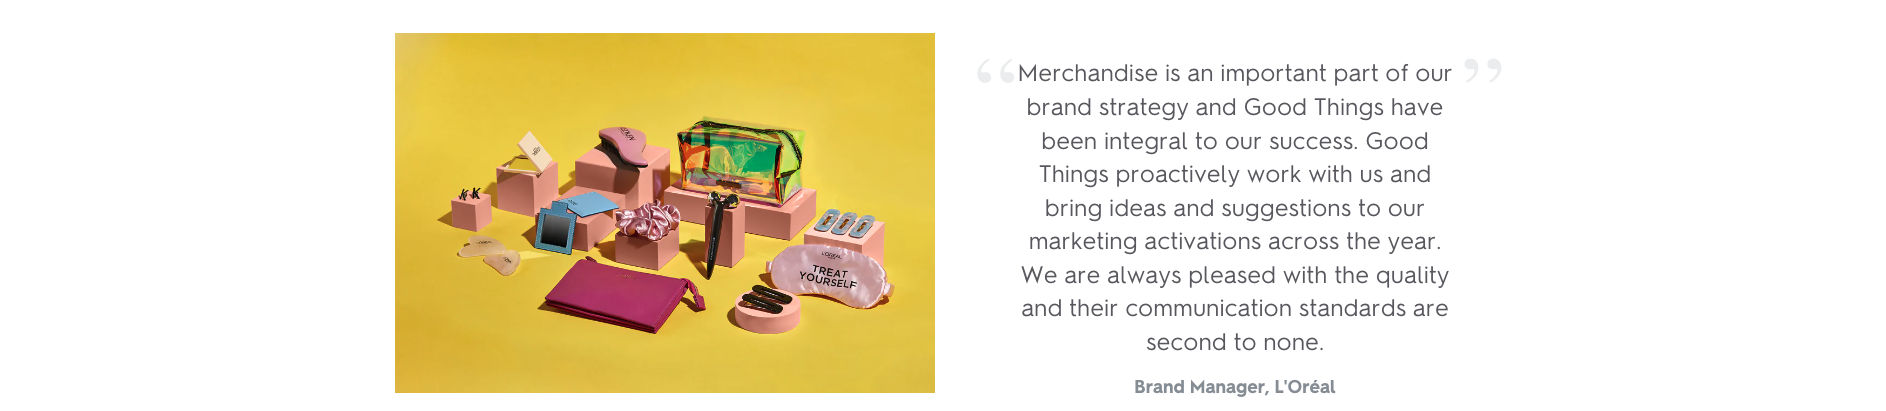 “ Merchandise is an important part of our ”
brand strategy and Good Things have
been integral to our success. Good
Things proactively work with us and
bring ideas and suggestions to our
marketing activations across the year.
We are always pleased with the quality
and their communication standards are
second to none.
Brand Manager, L'Oréal
L'ORÉAL
TREAT
YOURSELF